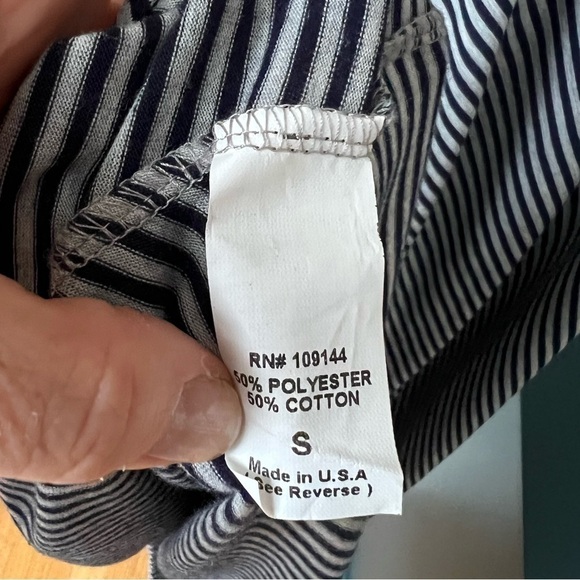 RN# 109144
50% POLYESTER
50% COTTON
S
Made in U.S.A
( See Reverse )